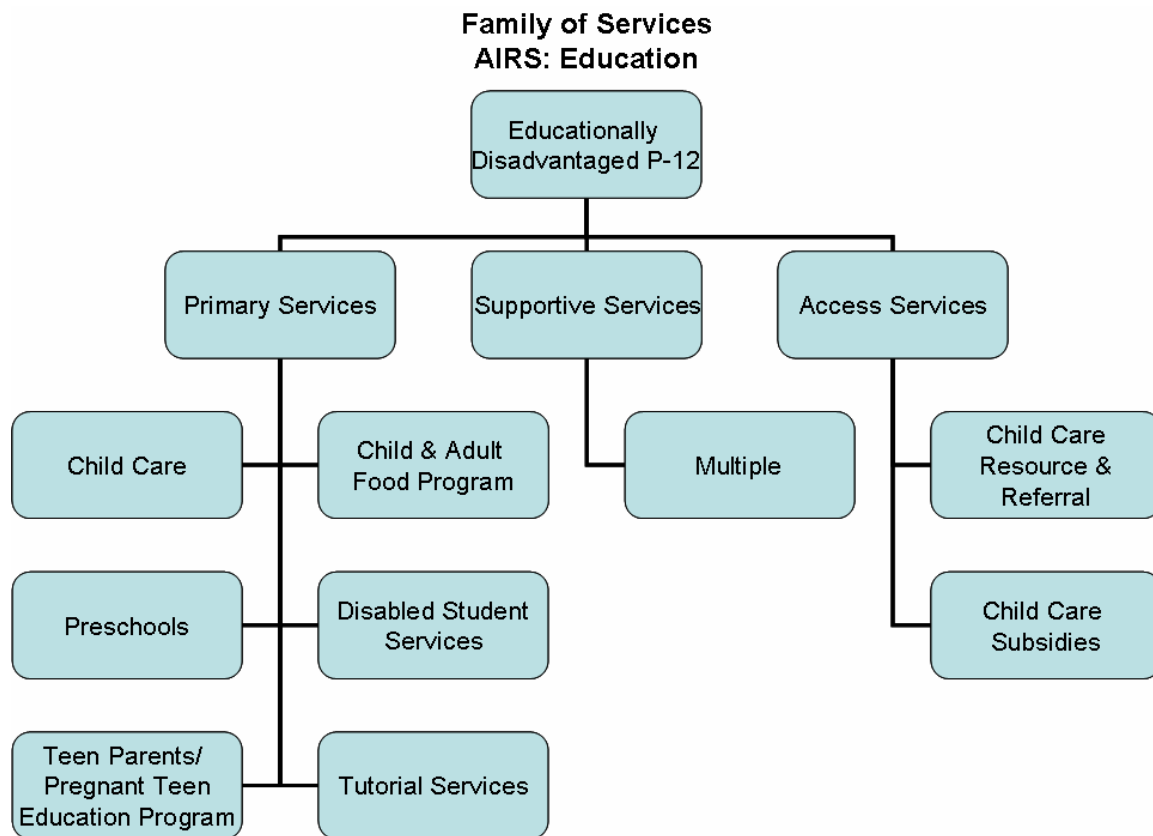 Family of Services
AIRS: Education
Educationally
Disadvantaged P-12
Primary Services
Supportive Services
Access Services
Child Care
Child & Adult
Food Program
Multiple
Child Care
Resource &
Referral
Preschools
Disabled Student
Services
Child Care
Subsidies
Teen Parents/
Pregnant Teen
Education Program
Tutorial Services